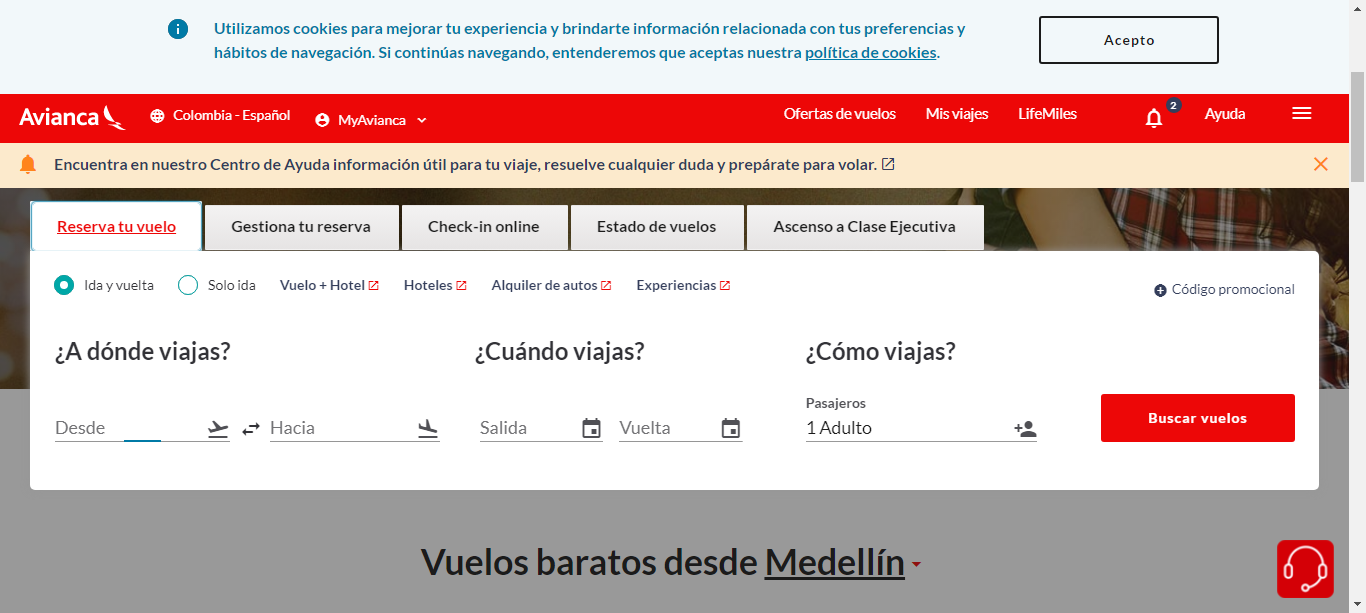 Utilizamos cookies para mejorar tu experiencia y brindarte información relacionada con tus preferencias y
hábitos de navegación. Si continúas navegando, entenderemos que aceptas nuestra política de cookies.
Acepto
Avianca
Colombia - Español
MyAvianca
Ofertas de vuelos
Mis viajes
LifeMiles
2
Ayuda
Encuentra en nuestro Centro de Ayuda información útil para tu viaje, resuelve cualquier duda y prepárate para volar.
Reserva tu vuelo
Gestiona tu reserva
Check-in online
Estado de vuelos
Ascenso a Clase Ejecutiva
Ida y vuelta
Solo ida
Vuelo + Hotel
Hoteles
Alquiler de autos
Experiencias
Código promocional
¿A dónde viajas?
¿Cuándo viajas?
¿Cómo viajas?
Pasajeros
Desde
Hacia
Salida
Vuelta
1 Adulto
Buscar vuelos
Vuelos baratos desde Medellín